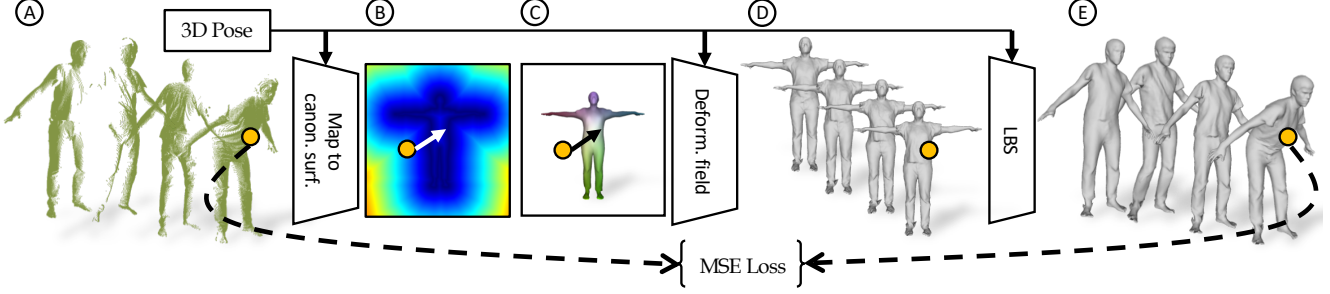 A
3D Pose
B
C
D
E
Map to
canon. surf.
Deform. field
LBS
MSE Loss